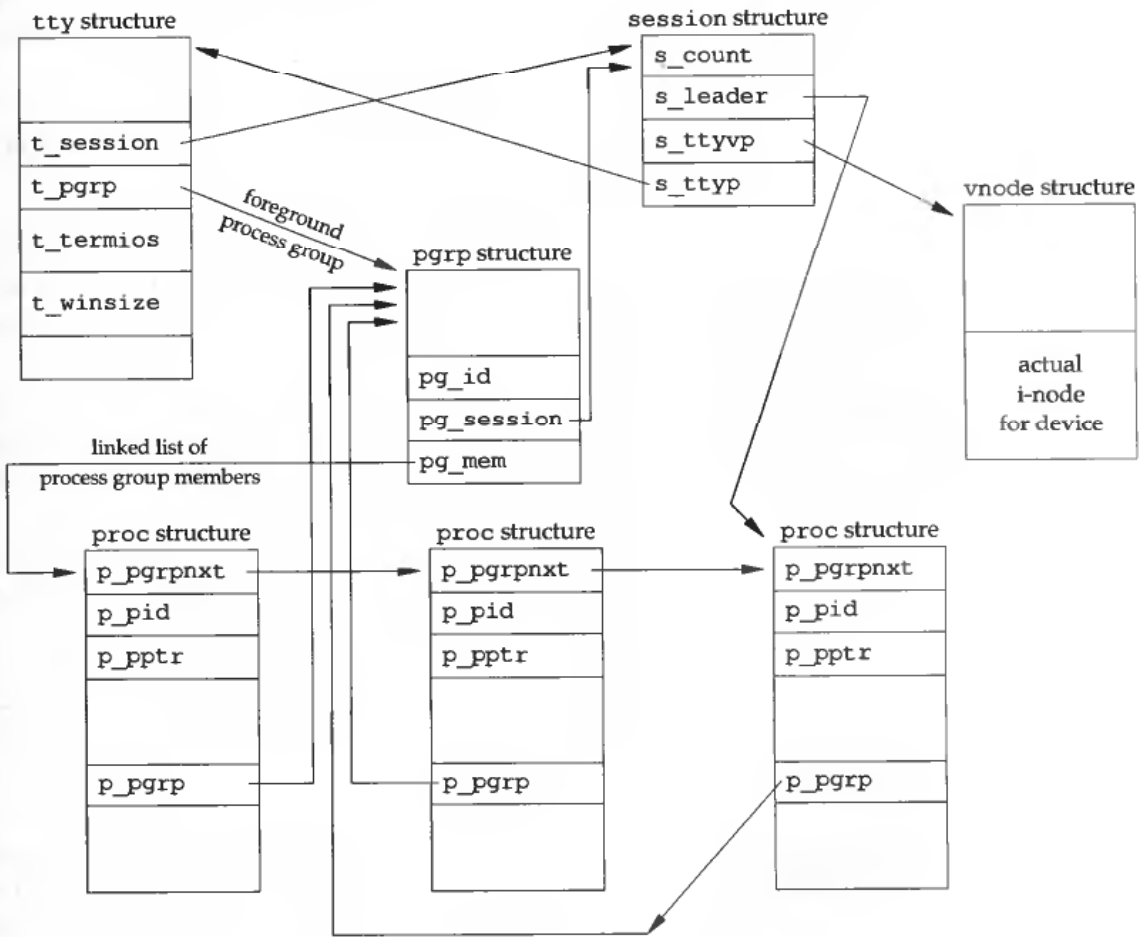 tty structure
t_session
t_pgrp
t_termios
t_winsize
session structure
s_count
s_leader
s_ttyvp
s_ttyp
foreground
process group
vnode structure
actual
i-node
for device
pgrp structure
pg_id
pg_session
pg_mem
linked list of
process group members
proc structure
p_pgrpnxt
p_pid
p_pptr
p_pgrp
proc structure
p_pgrpnxt
p_pid
p_pptr
p_pgrp
proc structure
p_pgrpnxt
p_pid
p_pptr
p_pgrp